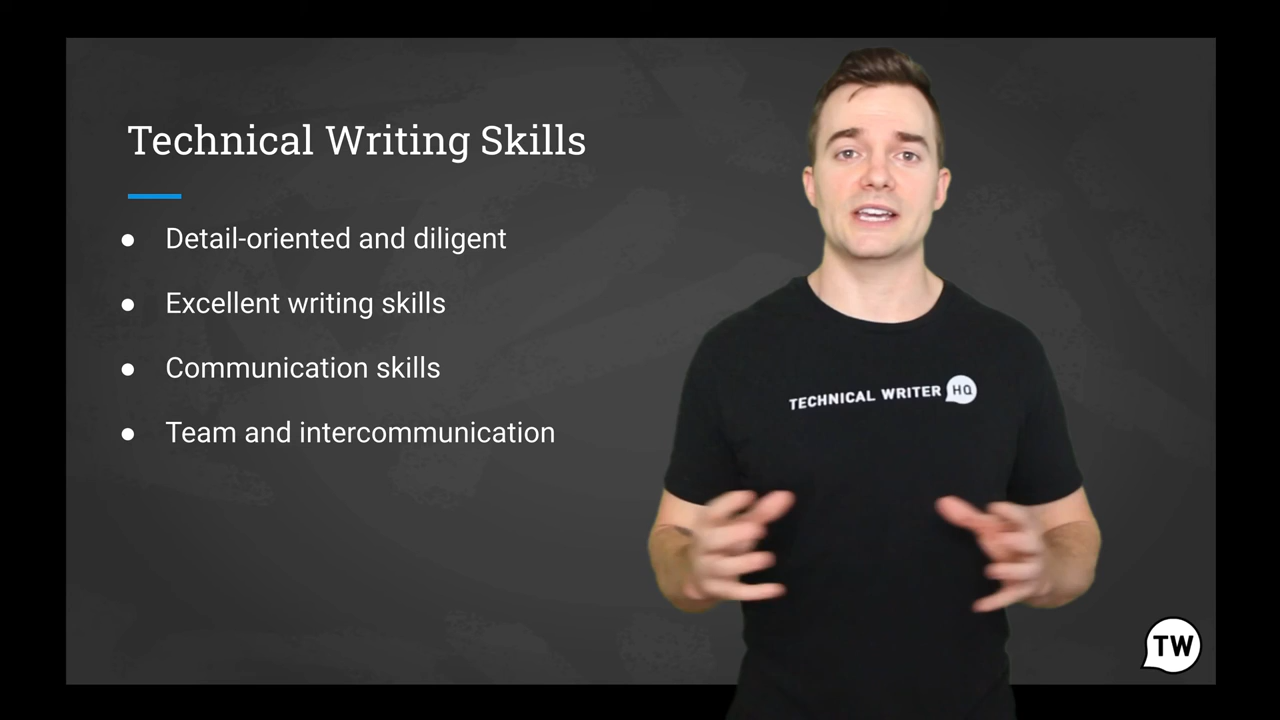 Technical Writing Skills
● Detail-oriented and diligent
● Excellent writing skills
● Communication skills
● Team and intercommunication
TECHNICAL WRITER HQ
TW